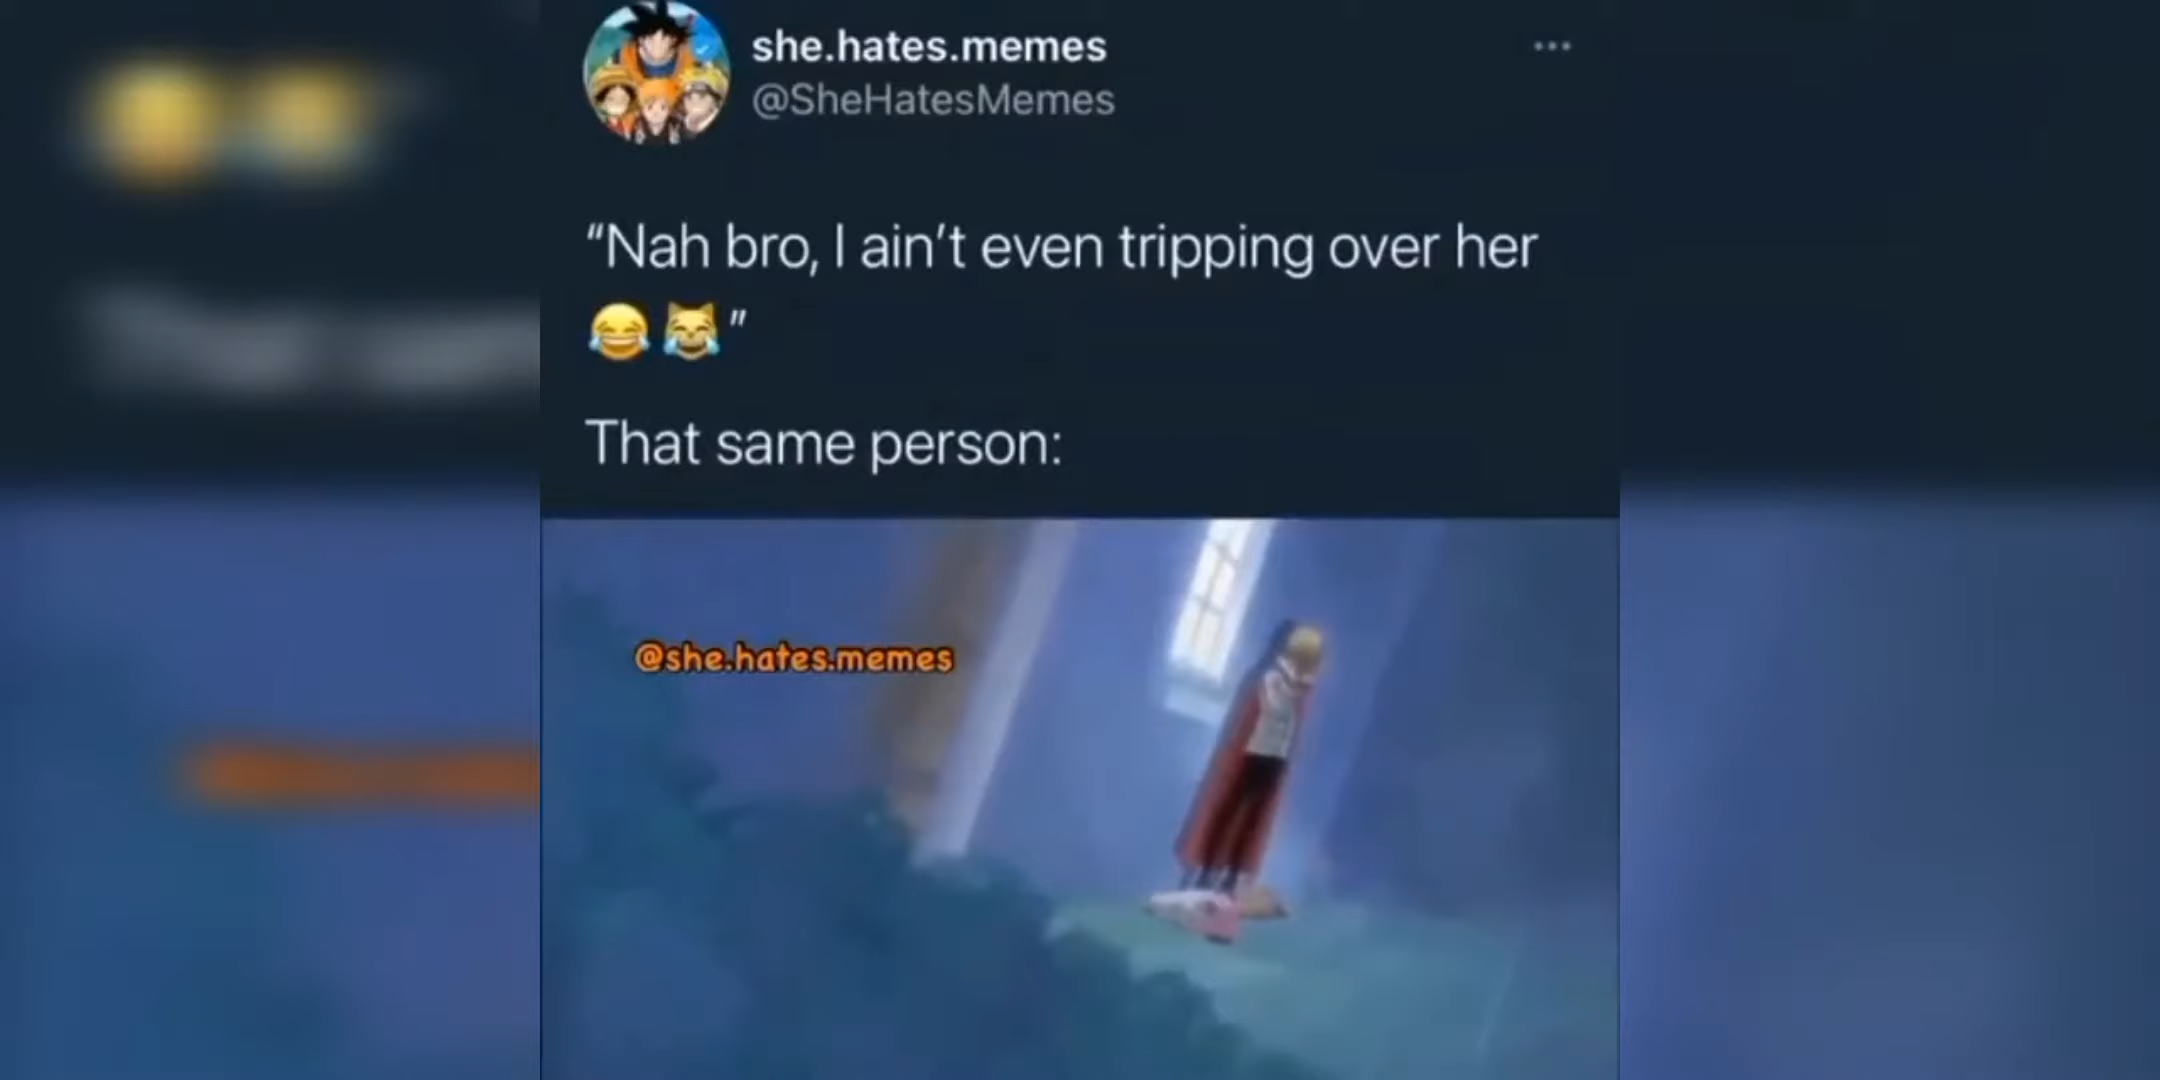 she.hates.memes
@SheHatesMemes
“Nah bro, I ain’t even tripping over her
😂😹”
That same person:
@she.hates.memes